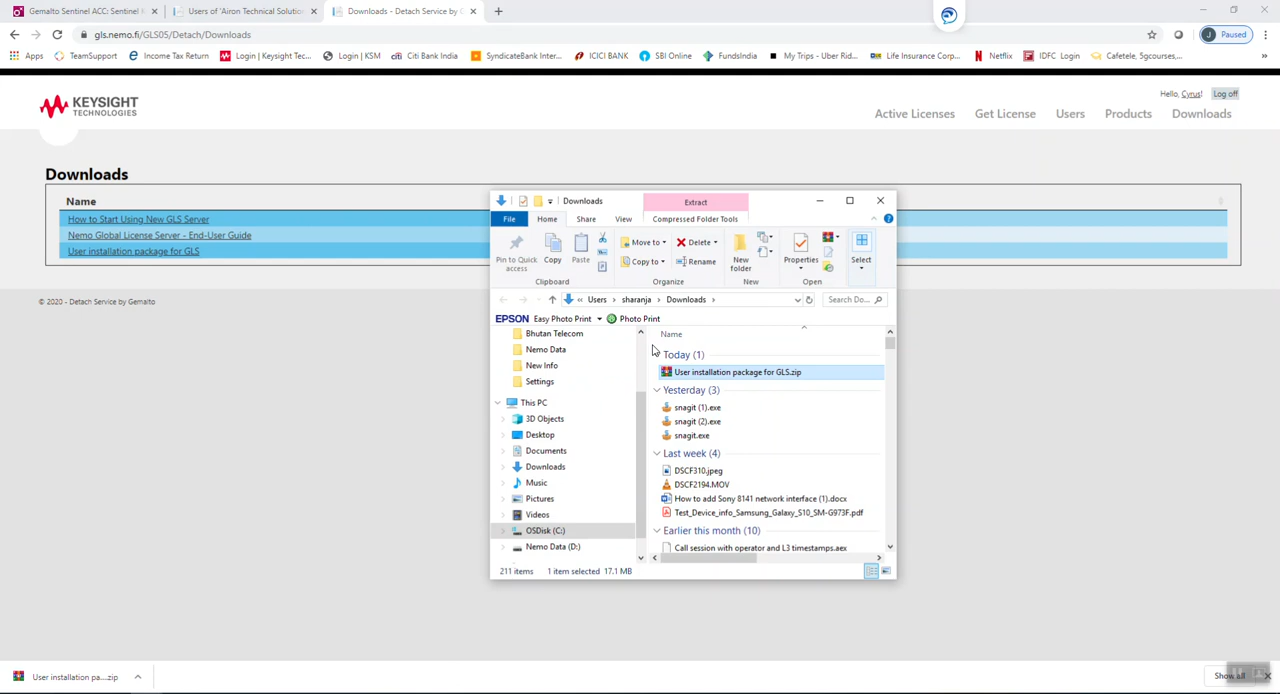 Gemalto Sentinel ACC: Sentinel K
Users of 'Airon Technical Solution
Downloads - Detach Service by G
gls.nemo.fi/GLS05/Detach/Downloads
Paused
Apps TeamSupport Income Tax Return Login | Keysight Tec... Login | KSM Citi Bank India SyndicateBank Inter... ICICI BANK SBI Online FundsIndia My Trips - Uber Rid... Life Insurance Corp... Netflix IDFC Login Cafetele, Sgcourses,... »
KEYSIGHT
TECHNOLOGIES
Hello, Cyrus! Log off
Active Licenses Get License Users Products Downloads
Downloads
Name
How to Start Using New GLS Server
Nemo Global License Server - End-User Guide
User installation package for GLS
© 2020 - Detach Service by Gemalto
Downloads
Extract
File Home Share View Compressed Folder Tools
Pin to Quick access
Copy
Paste
Move to
Copy to
Delete
Rename
New folder
Properties
Select
Clipboard Organize New Open
« Users > sharanja > Downloads >
Search Do...
EPSON Easy Photo Print Photo Print
Bhutan Telecom
Nemo Data
New Info
Settings
This PC
3D Objects
Desktop
Documents
Downloads
Music
Pictures
Videos
OSDisk (C:)
Nemo Data (D:)
Name
Today (1)
User installation package for GLS.zip
Yesterday (3)
snagit (1).exe
snagit (2).exe
snagit.exe
Last week (4)
DSCF310.jpeg
DSCF2194.MOV
How to add Sony 8141 network interface (1).docx
Test_Device_info_Samsung_Galaxy_S10_SM-G973F.pdf
Earlier this month (10)
Call session with operator and L3 timestamps.aex
211 items 1 item selected 17.1 MB
User installation pa....zip
Show all